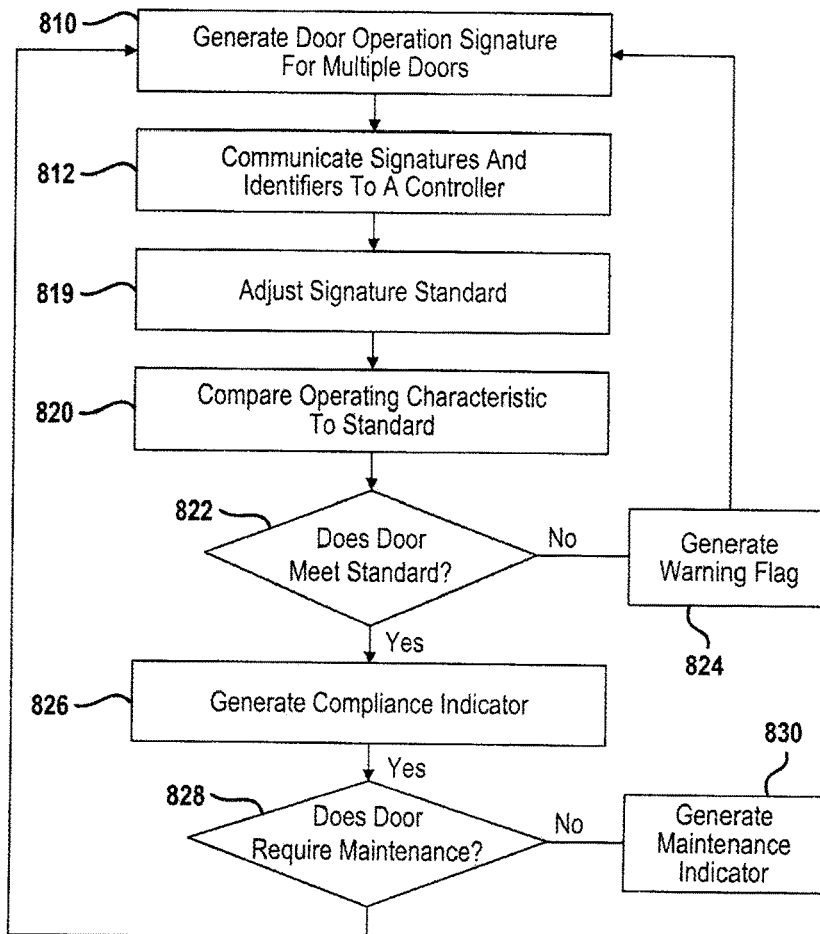 810
Generate Door Operation Signature
For Multiple Doors
812
Communicate Signatures And
Identifiers To A Controller
819
Adjust Signature Standard
820
Compare Operating Characteristic
To Standard
822
Does Door
Meet Standard?
No
Generate
Warning Flag
824
Yes
826
Generate Compliance Indicator
Yes
828
Does Door
Require Maintenance?
No
830
Generate
Maintenance
Indicator